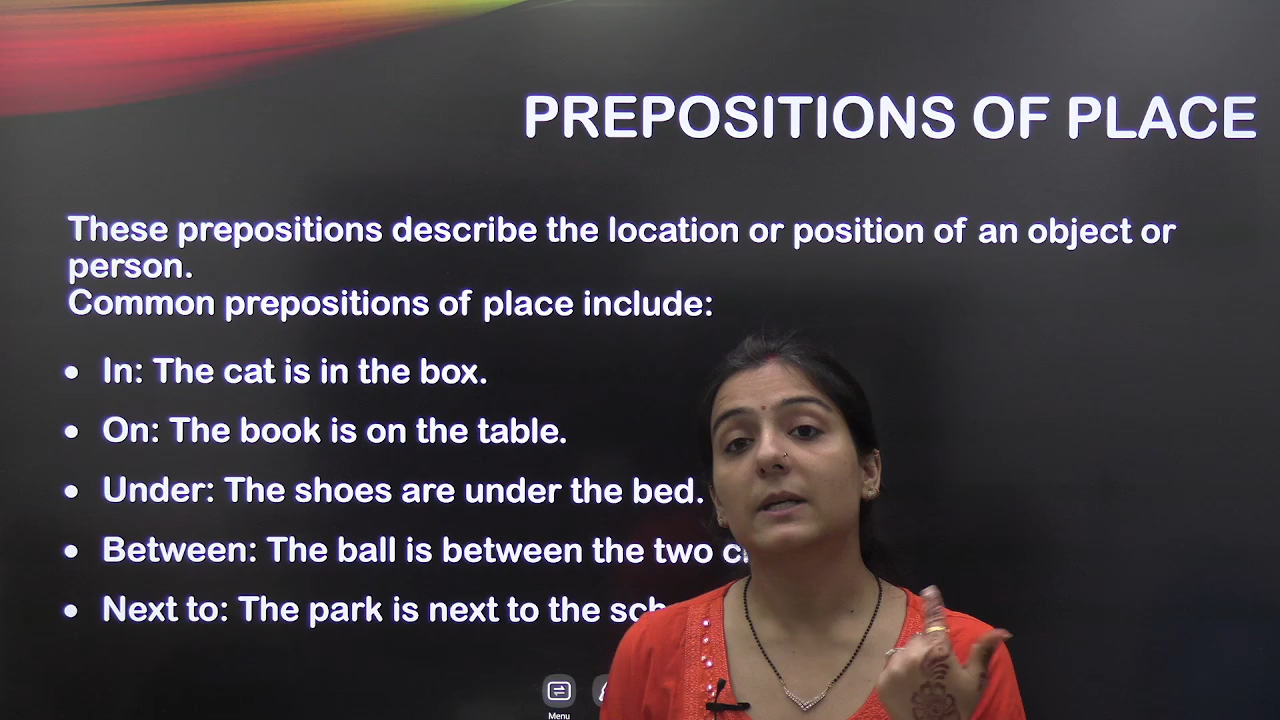 PREPOSITIONS OF PLACE
These prepositions describe the location or position of an object or
person.
Common prepositions of place include:
• In: The cat is in the box.
• On: The book is on the table.
• Under: The shoes are under the bed.
• Between: The ball is between the two
• Next to: The park is next to the
Menu